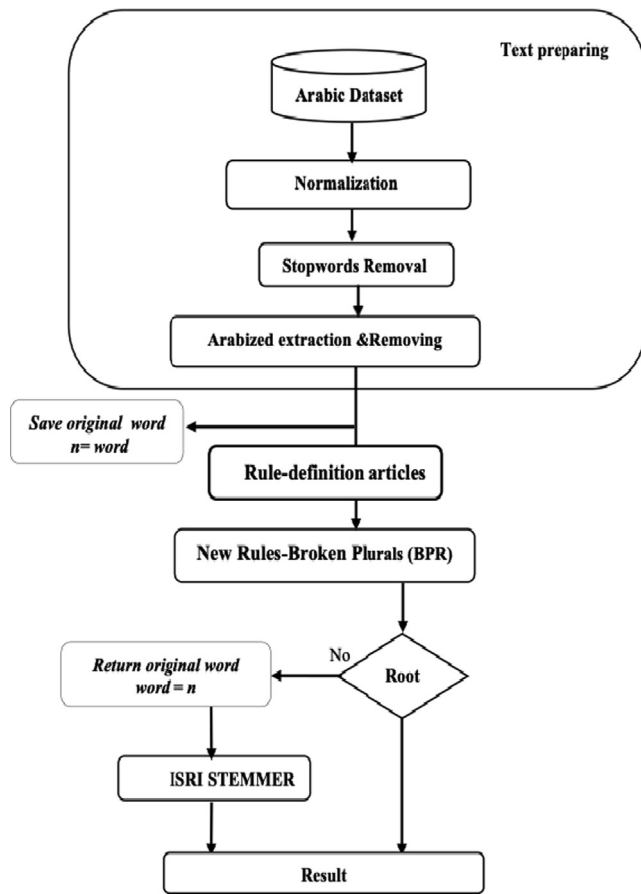 Text preparing
Arabic Dataset
Normalization
Stopwords Removal
Arabized extraction &Removing
Save original word
n= word
Rule-definition articles
New Rules-Broken Plurals (BPR)
No
Root
Return original word
word = n
ISRI STEMMER
Result